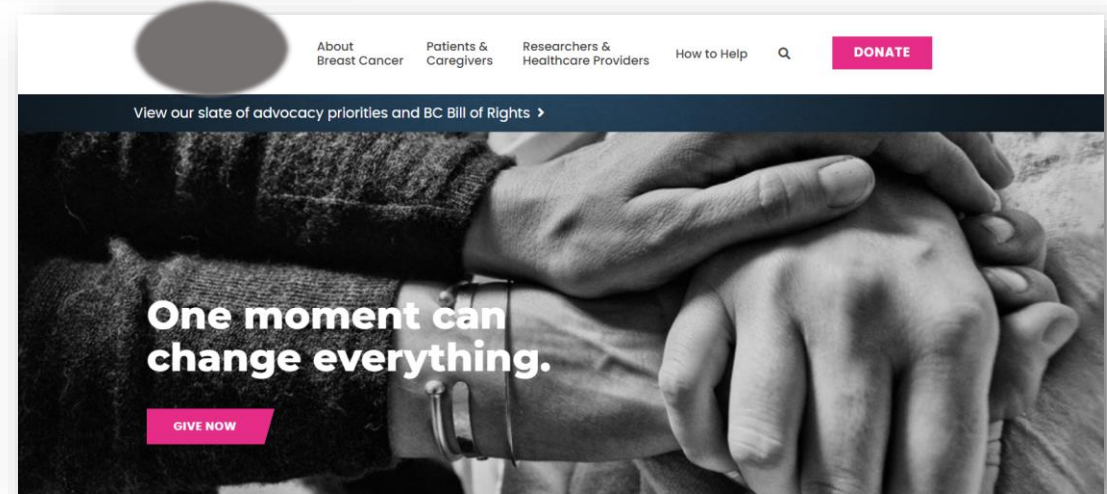 About
Breast Cancer
Patients &
Caregivers
Researchers &
Healthcare Providers
How to Help
DONATE
View our slate of advocacy priorities and BC Bill of Rights >
One moment can
change everything.
GIVE NOW